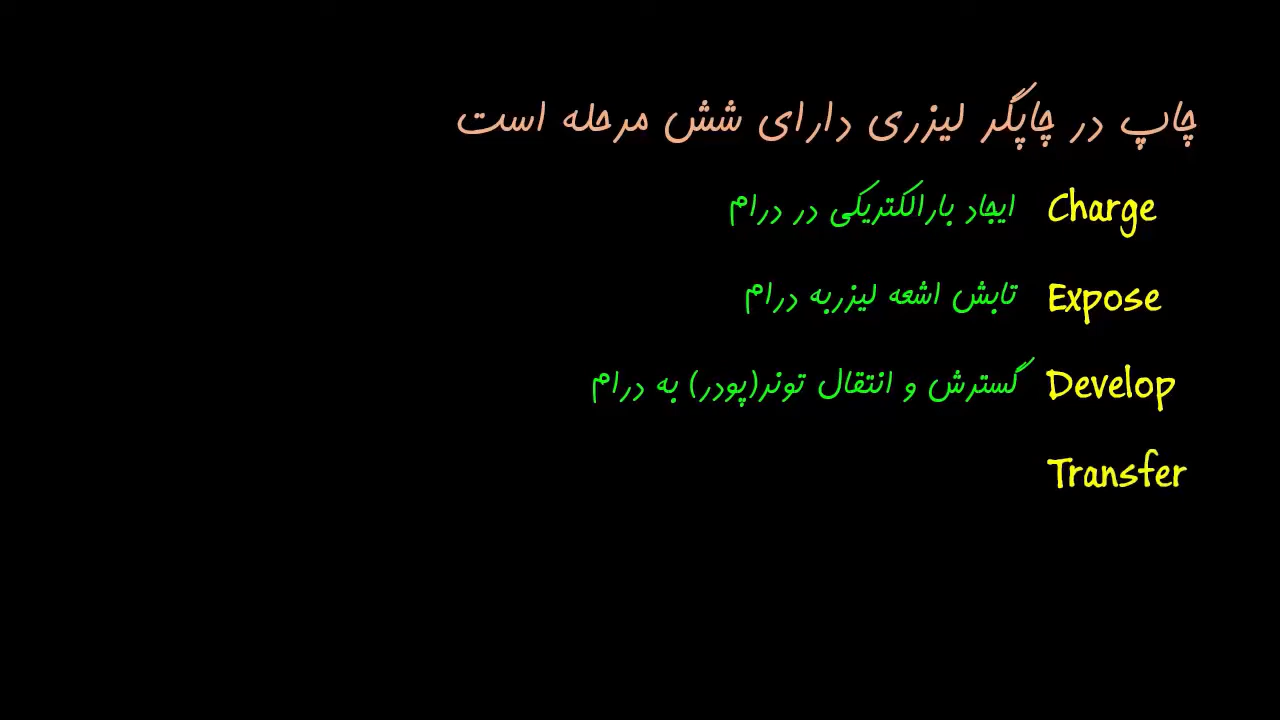 چاپ در چاپگر لیزری دارای شش مرحله است
Charge ایجاد بارالکتریکی در درام
Expose تابش اشعه لیزربه درام
Develop گسترش و انتقال تونر(پودر) به درام
Transfer